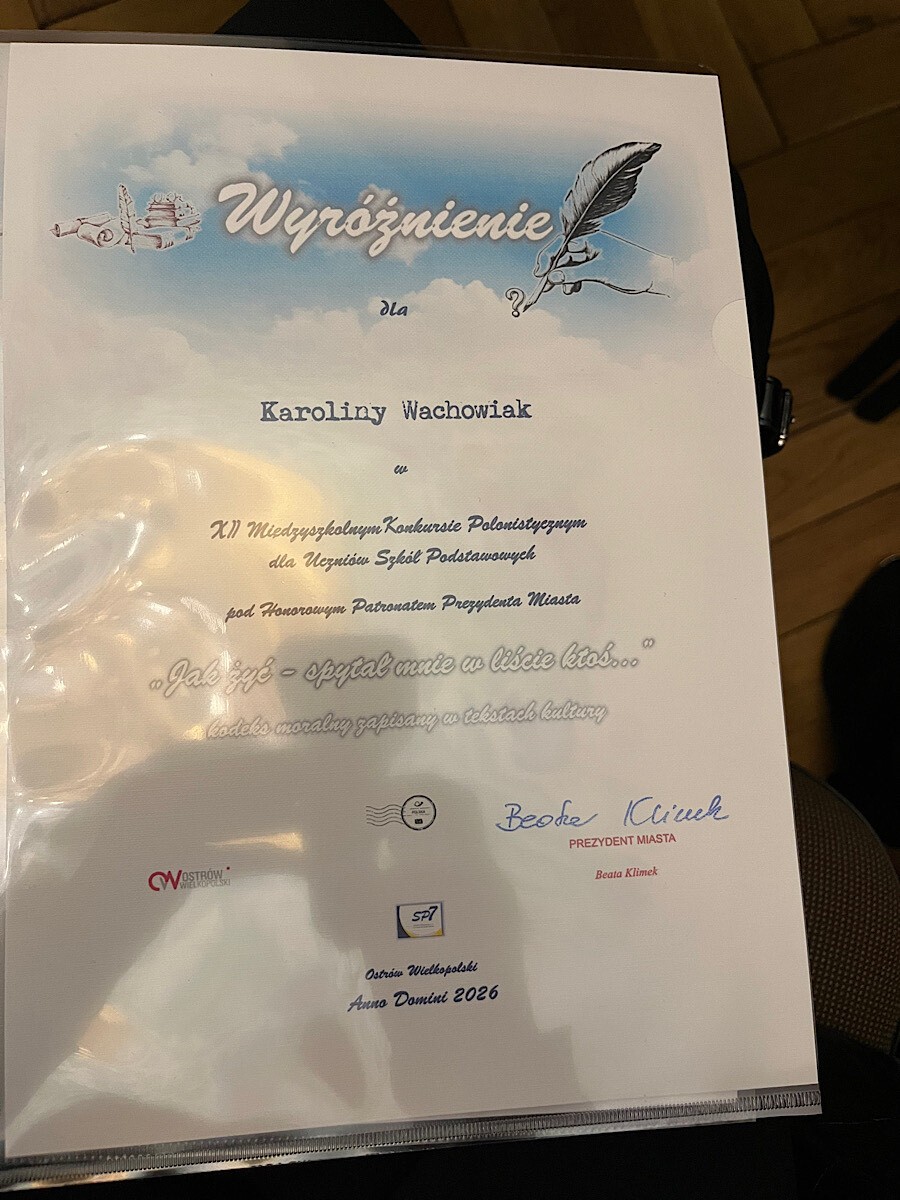 Wyróżnienie
?
dla
Karoliny Wachowiak
w
XII Międzyszkolnym Konkursie Polonistycznym
dla Uczniów Szkół Podstawowych
pod Honorowym Patronatem Prezydenta Miasta
„Jak żyć – spytał mnie w liście ktoś...”
kodeks moralny zapisany w tekstach kultury
Beata Klimek
PREZYDENT MIASTA
Beata Klimek
OSTRÓW
WIELKOPOLSKI
SP7
Ostrów Wielkopolski
Anno Domini 2026